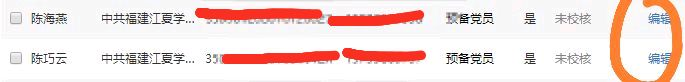 陈海燕 中共福建江夏学... 预备党员 是 未校核 编辑
陈巧云 中共福建江夏学... 350 预备党员 是 未校核 编辑